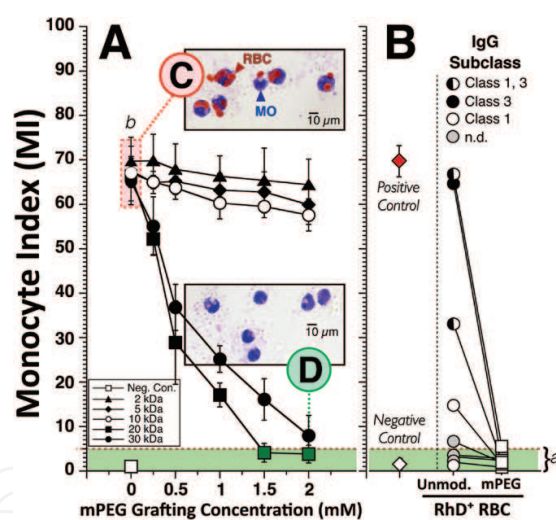 A
B
Monocyte Index (MI)
100
90
80
70
60
50
40
30
20
10
0
b
C
RBC
MO
10 µm
10 µm
D
Neg. Con.
2 kDa
5 kDa
10 kDa
20 kDa
30 kDa
0 0.5 1 1.5 2
mPEG Grafting Concentration (mM)
IgG
Subclass
Class 1, 3
Class 3
Class 1
n.d.
Positive
Control
Negative
Control
a
Unmod. mPEG
RhD⁺ RBC